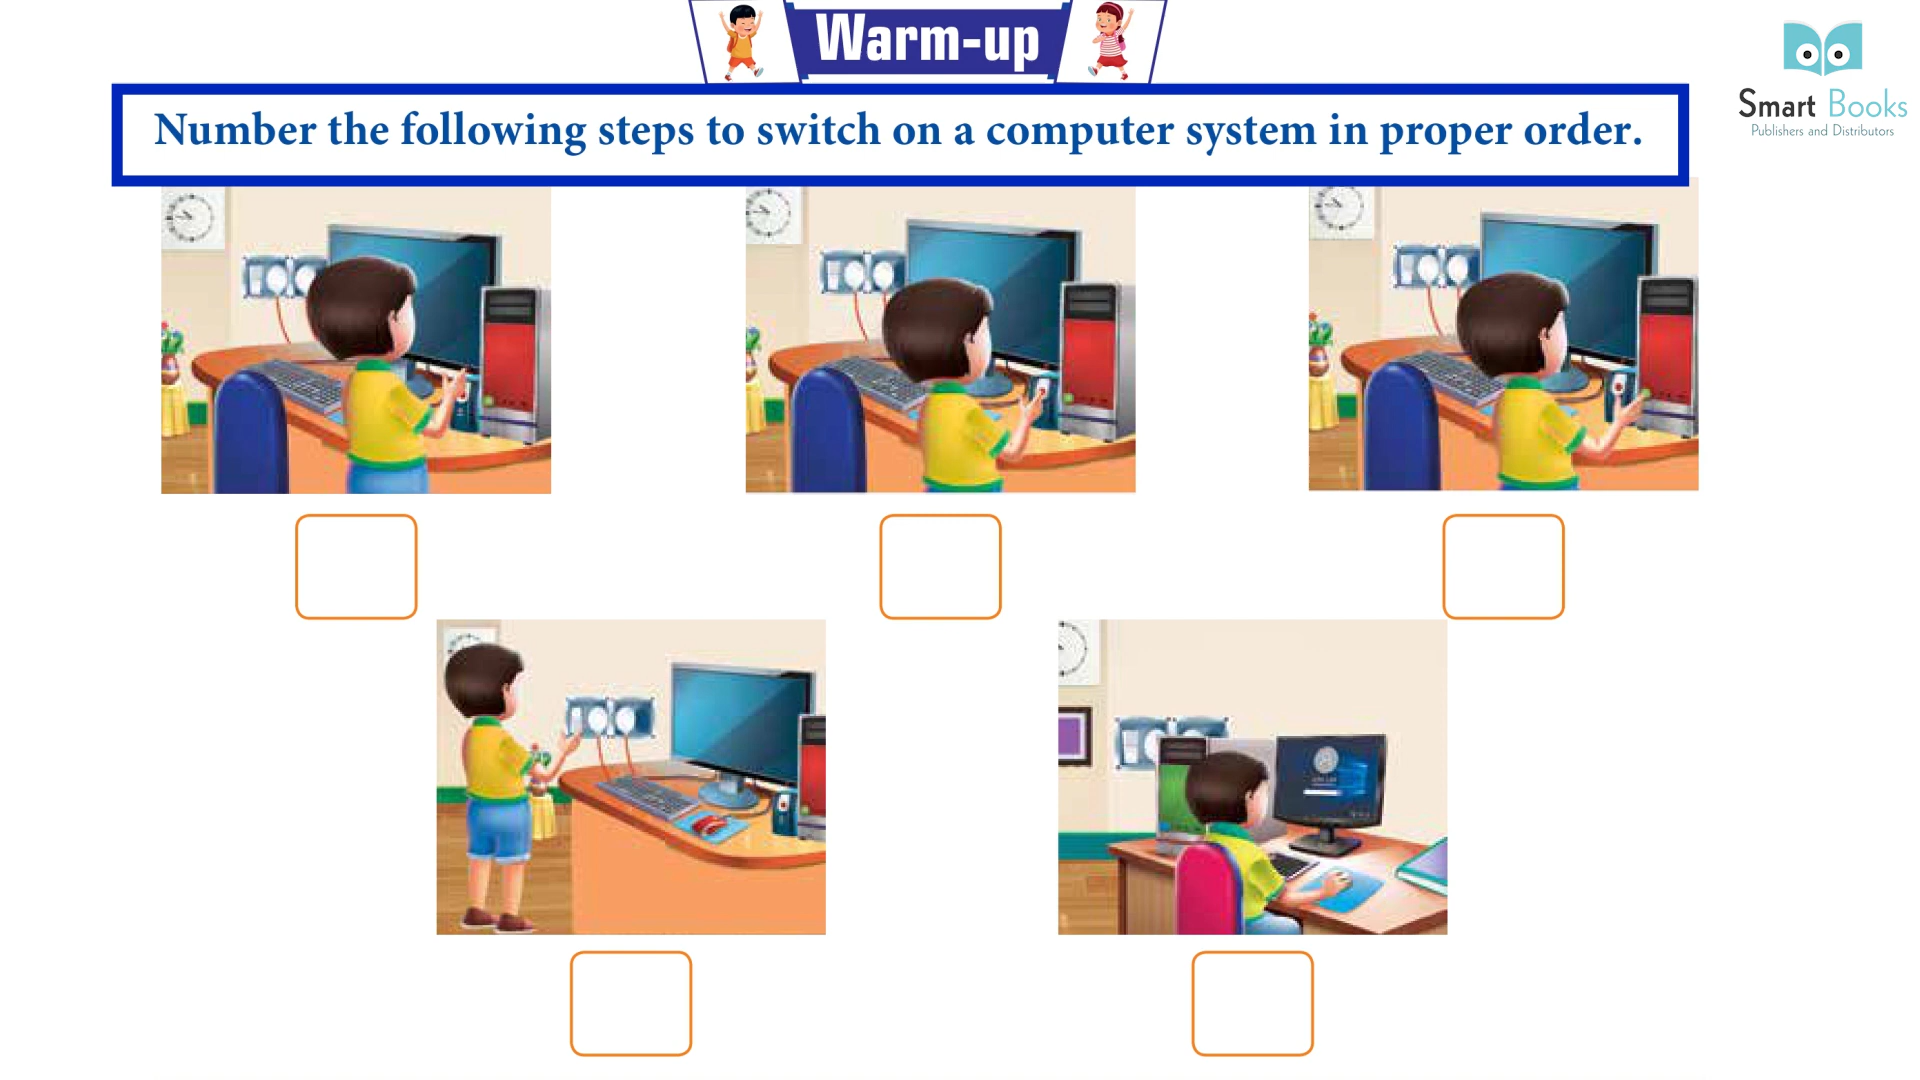 Warm-up
Number the following steps to switch on a computer system in proper order.
Smart Books
Publishers and Distributors